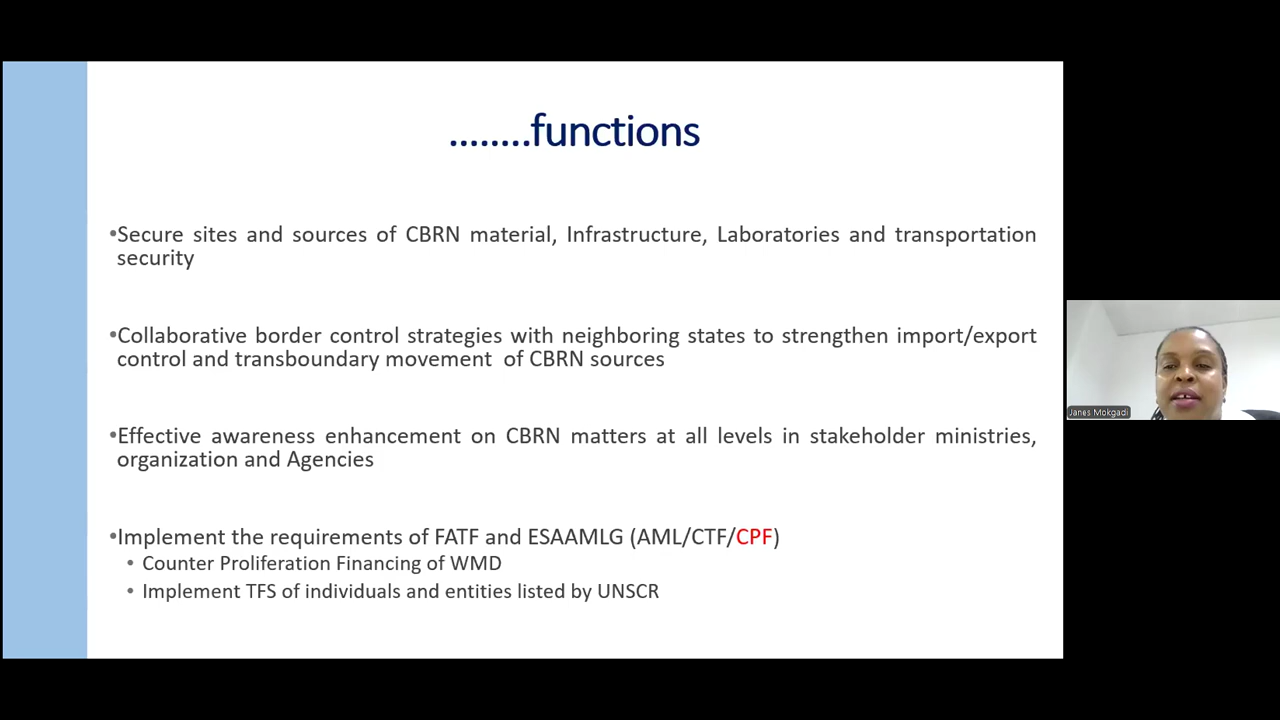 ........functions
•Secure sites and sources of CBRN material, Infrastructure, Laboratories and transportation
security
•Collaborative border control strategies with neighboring states to strengthen import/export
control and transboundary movement of CBRN sources
•Effective awareness enhancement on CBRN matters at all levels in stakeholder ministries,
organization and Agencies
•Implement the requirements of FATF and ESAAMLG (AML/CTF/CPF)
• Counter Proliferation Financing of WMD
• Implement TFS of individuals and entities listed by UNSCR
Janes Mokgadi